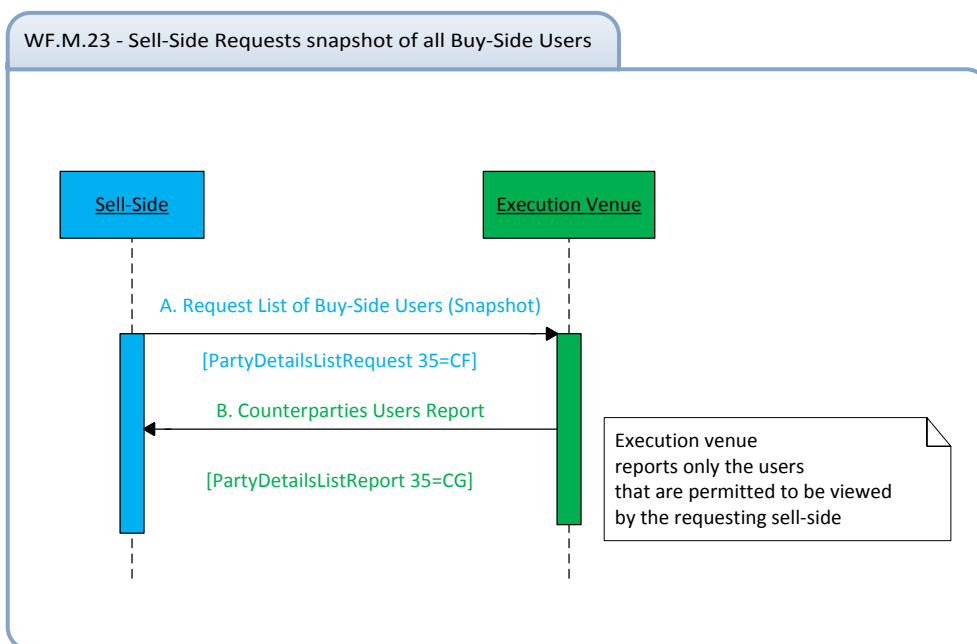 WF.M.23 - Sell-Side Requests snapshot of all Buy-Side Users
Sell-Side
Execution Venue
A. Request List of Buy-Side Users (Snapshot)
[PartyDetailsListRequest 35=CF]
B. Counterparties Users Report
[PartyDetailsListReport 35=CG]
Execution venue
reports only the users
that are permitted to be viewed
by the requesting sell-side